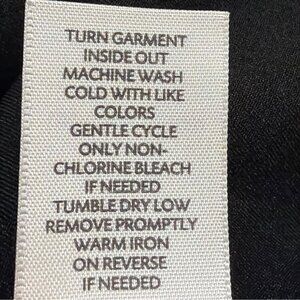 TURN GARMENT
INSIDE OUT
MACHINE WASH
COLD WITH LIKE
COLORS
GENTLE CYCLE
ONLY NON-
CHLORINE BLEACH
IF NEEDED
TUMBLE DRY LOW
REMOVE PROMPTLY
WARM IRON
ON REVERSE
IF NEEDED